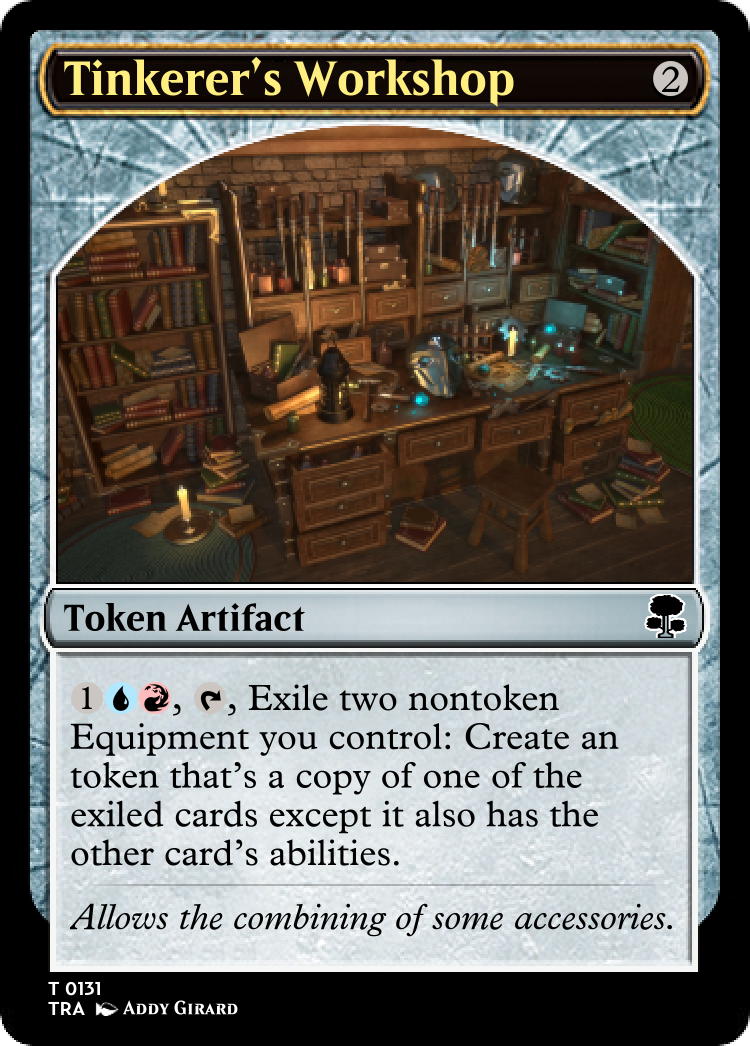 Tinkerer's Workshop 2
Token Artifact
1, , Exile two nontoken
Equipment you control: Create an
token that's a copy of one of the
exiled cards except it also has the
other card's abilities.
Allows the combining of some accessories.
T 0131
TRA Addy Girard